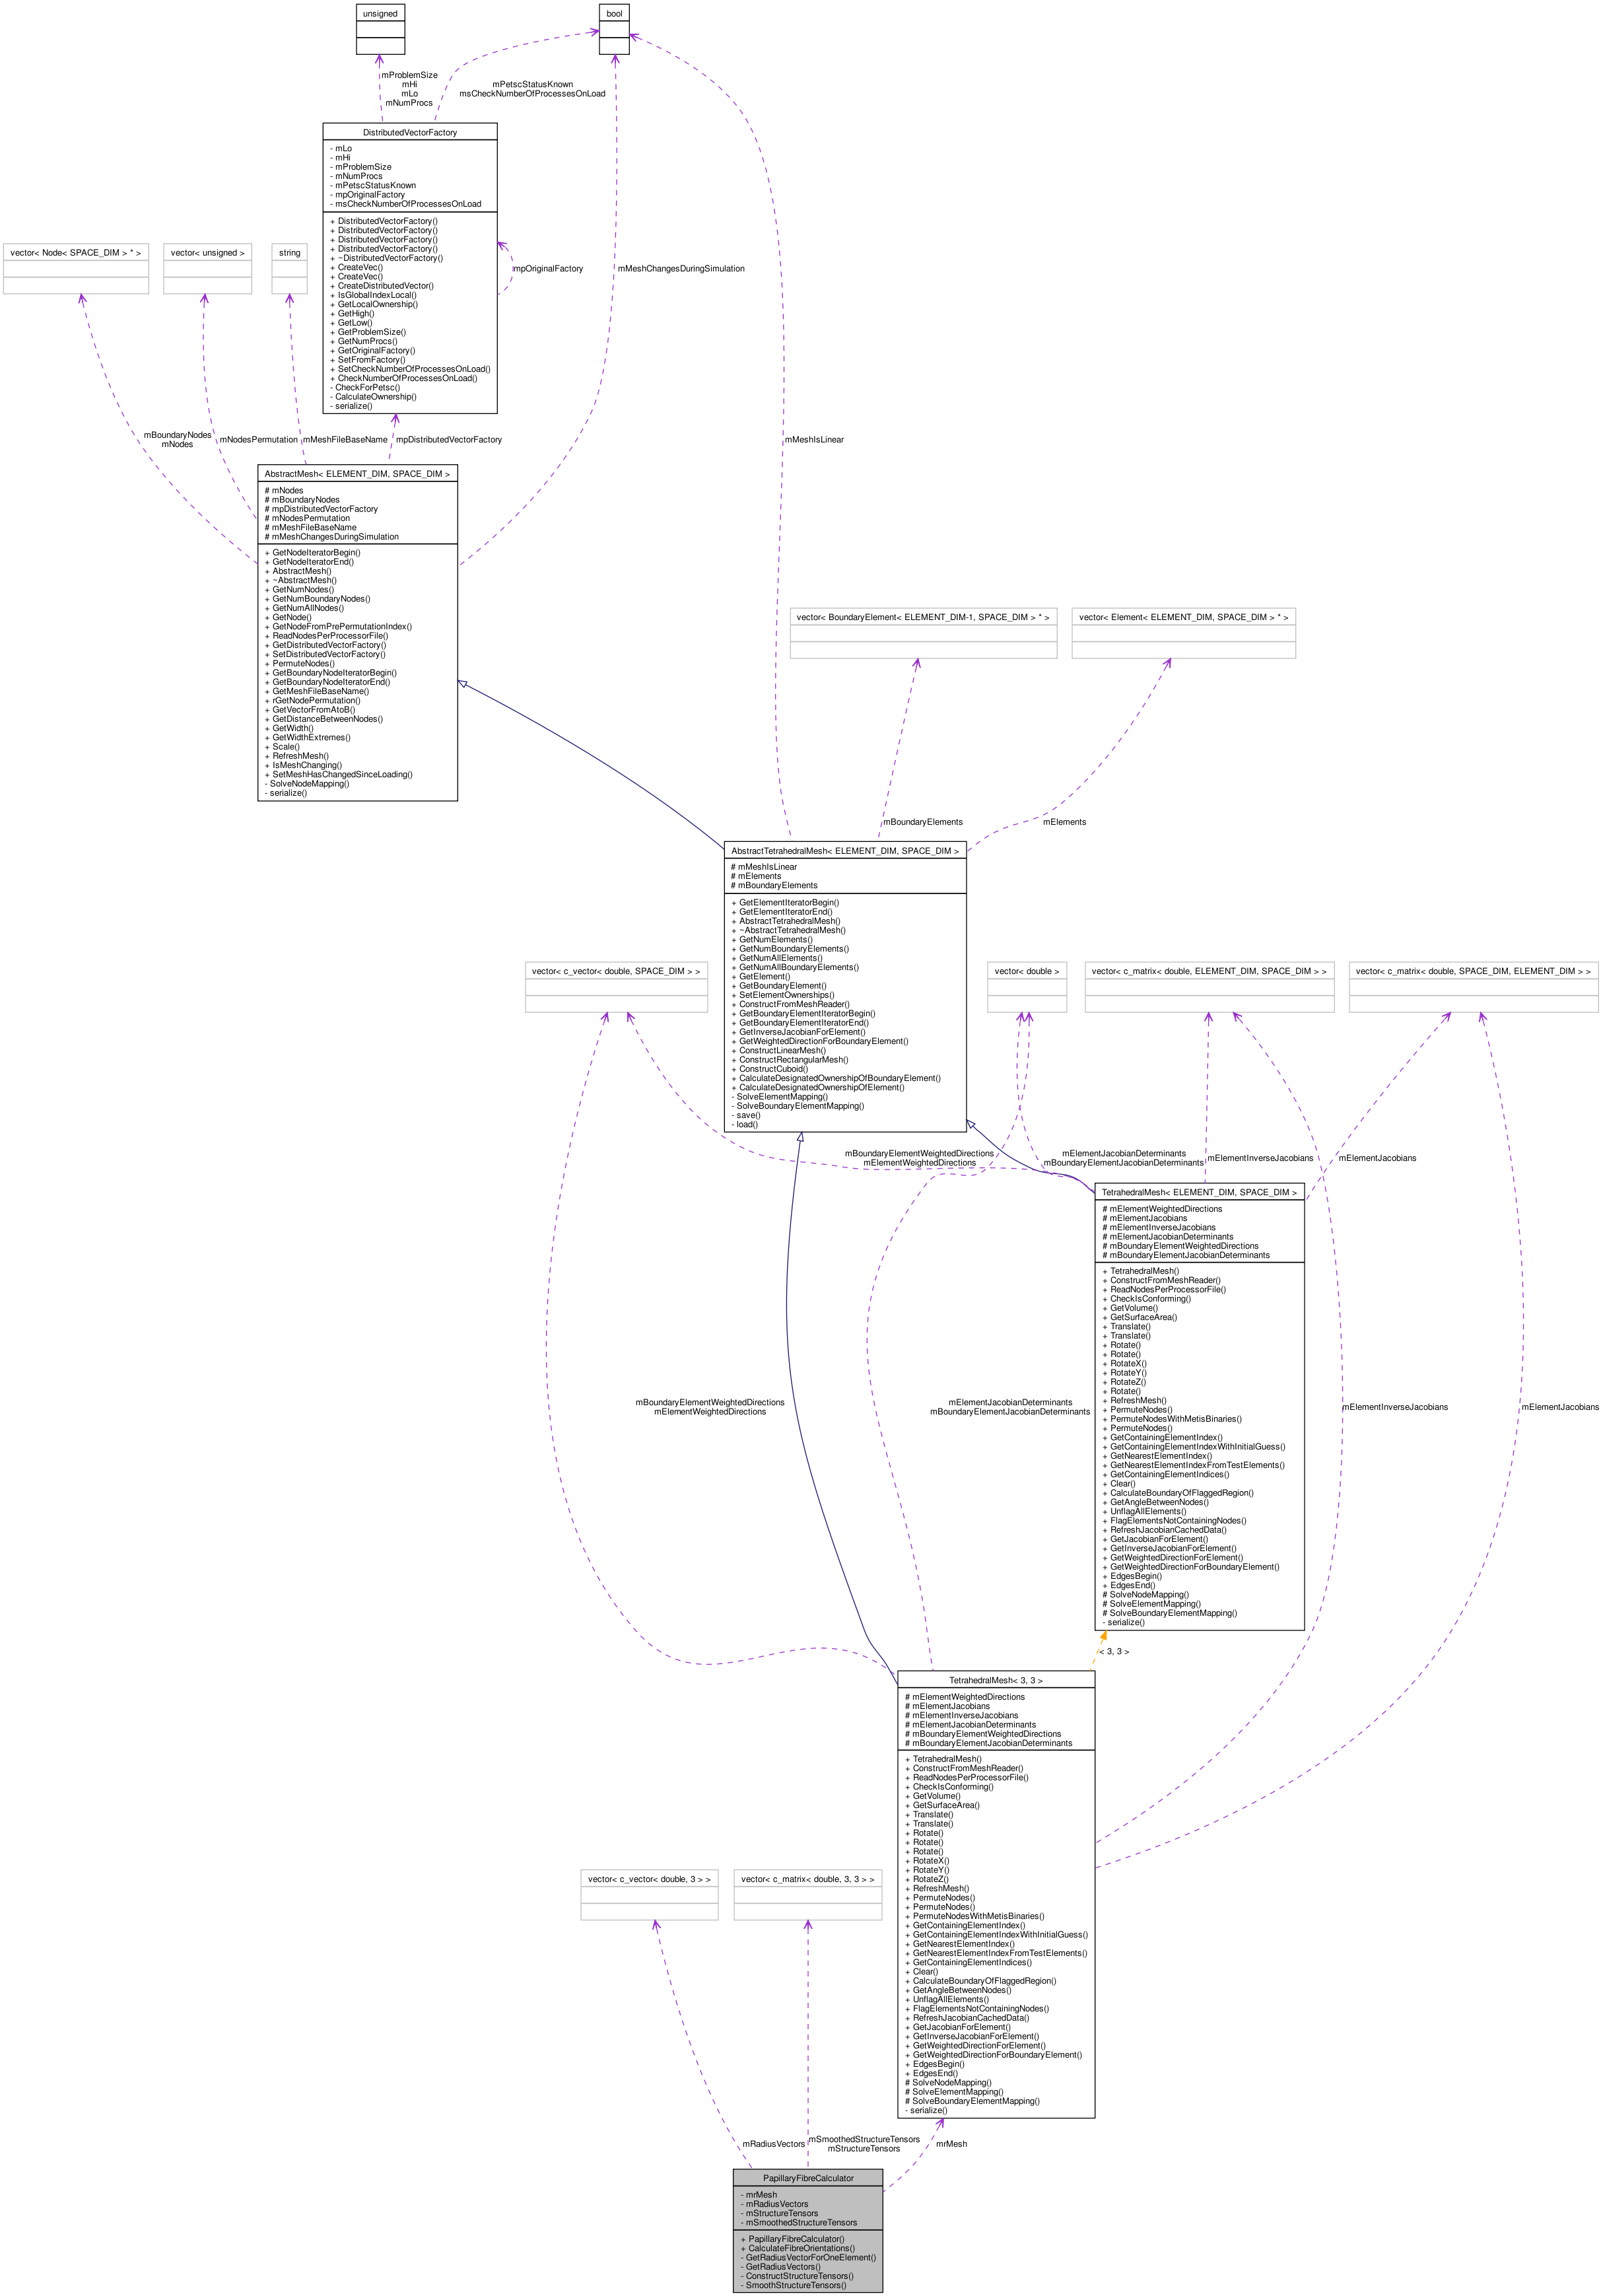 unsigned
bool
mProblemSize
mHi
mLo
mNumProcs
mPetscStatusKnown
msCheckNumberOfProcessesOnLoad
DistributedVectorFactory
- mLo
- mHi
- mProblemSize
- mNumProcs
- mPetscStatusKnown
- mpOriginalFactory
- msCheckNumberOfProcessesOnLoad
+ DistributedVectorFactory()
+ DistributedVectorFactory()
+ DistributedVectorFactory()
+ DistributedVectorFactory()
+ ~DistributedVectorFactory()
+ CreateVec()
+ CreateVec()
+ CreateDistributedVector()
+ IsGlobalIndexLocal()
+ GetLocalOwnership()
+ GetHigh()
+ GetLow()
+ GetProblemSize()
+ GetNumProcs()
+ GetOriginalFactory()
+ SetFromFactory()
+ SetCheckNumberOfProcessesOnLoad()
+ CheckNumberOfProcessesOnLoad()
- CheckForPetsc()
- CalculateOwnership()
- serialize()
vector< Node< SPACE_DIM > * >
vector< unsigned >
string
mpOriginalFactory
mMeshChangesDuringSimulation
mBoundaryNodes
mNodes
mNodesPermutation
mMeshFileBaseName
mpDistributedVectorFactory
mMeshIsLinear
AbstractMesh< ELEMENT_DIM, SPACE_DIM >
# mNodes
# mBoundaryNodes
# mpDistributedVectorFactory
# mNodesPermutation
# mMeshFileBaseName
# mMeshChangesDuringSimulation
+ GetNodeIteratorBegin()
+ GetNodeIteratorEnd()
+ AbstractMesh()
+ ~AbstractMesh()
+ GetNumNodes()
+ GetNumBoundaryNodes()
+ GetNumAllNodes()
+ GetNode()
+ GetNodeFromPrePermutationIndex()
+ ReadNodesPerProcessorFile()
+ GetDistributedVectorFactory()
+ SetDistributedVectorFactory()
+ PermuteNodes()
+ GetBoundaryNodeIteratorBegin()
+ GetBoundaryNodeIteratorEnd()
+ GetMeshFileBaseName()
+ rGetNodePermutation()
+ GetVectorFromAtoB()
+ GetDistanceBetweenNodes()
+ GetWidth()
+ GetWidthExtremes()
+ Scale()
+ RefreshMesh()
+ IsMeshChanging()
+ SetMeshHasChangedSinceLoading()
- SolveNodeMapping()
- serialize()
vector< BoundaryElement< ELEMENT_DIM-1, SPACE_DIM > * >
vector< Element< ELEMENT_DIM, SPACE_DIM > * >
mBoundaryElements
mElements
AbstractTetrahedralMesh< ELEMENT_DIM, SPACE_DIM >
# mMeshIsLinear
# mElements
# mBoundaryElements
+ GetElementIteratorBegin()
+ GetElementIteratorEnd()
+ AbstractTetrahedralMesh()
+ ~AbstractTetrahedralMesh()
+ GetNumElements()
+ GetNumBoundaryElements()
+ GetNumAllElements()
+ GetNumAllBoundaryElements()
+ GetElement()
+ GetBoundaryElement()
+ SetElementOwnerships()
+ ConstructFromMeshReader()
+ GetBoundaryElementIteratorBegin()
+ GetBoundaryElementIteratorEnd()
+ GetInverseJacobianForElement()
+ GetWeightedDirectionForBoundaryElement()
+ ConstructLinearMesh()
+ ConstructRectangularMesh()
+ ConstructCuboid()
+ CalculateDesignatedOwnershipOfBoundaryElement()
+ CalculateDesignatedOwnershipOfElement()
- SolveElementMapping()
- SolveBoundaryElementMapping()
- save()
- load()
vector< c_vector< double, SPACE_DIM > >
vector< double >
vector< c_matrix< double, ELEMENT_DIM, SPACE_DIM > >
vector< c_matrix< double, SPACE_DIM, ELEMENT_DIM > >
mBoundaryElementWeightedDirections
mElementWeightedDirections
mElementJacobianDeterminants
mBoundaryElementJacobianDeterminants
mElementInverseJacobians
mElementJacobians
TetrahedralMesh< ELEMENT_DIM, SPACE_DIM >
# mElementWeightedDirections
# mElementJacobians
# mElementInverseJacobians
# mElementJacobianDeterminants
# mBoundaryElementWeightedDirections
# mBoundaryElementJacobianDeterminants
+ TetrahedralMesh()
+ ConstructFromMeshReader()
+ ReadNodesPerProcessorFile()
+ CheckIsConforming()
+ GetVolume()
+ GetSurfaceArea()
+ Translate()
+ Translate()
+ Rotate()
+ Rotate()
+ RotateX()
+ RotateY()
+ RotateZ()
+ Rotate()
+ RefreshMesh()
+ PermuteNodes()
+ PermuteNodesWithMetisBinaries()
+ PermuteNodes()
+ GetContainingElementIndex()
+ GetContainingElementIndexWithInitialGuess()
+ GetNearestElementIndex()
+ GetNearestElementIndexFromTestElements()
+ GetContainingElementIndices()
+ Clear()
+ CalculateBoundaryOfFlaggedRegion()
+ GetAngleBetweenNodes()
+ UnflagAllElements()
+ FlagElementsNotContainingNodes()
+ RefreshJacobianCachedData()
+ GetJacobianForElement()
+ GetInverseJacobianForElement()
+ GetWeightedDirectionForElement()
+ GetWeightedDirectionForBoundaryElement()
+ EdgesBegin()
+ EdgesEnd()
# SolveNodeMapping()
# SolveElementMapping()
# SolveBoundaryElementMapping()
- serialize()
mBoundaryElementWeightedDirections
mElementWeightedDirections
mElementJacobianDeterminants
mBoundaryElementJacobianDeterminants
mElementInverseJacobians
mElementJacobians
< 3, 3 >
TetrahedralMesh< 3, 3 >
# mElementWeightedDirections
# mElementJacobians
# mElementInverseJacobians
# mElementJacobianDeterminants
# mBoundaryElementWeightedDirections
# mBoundaryElementJacobianDeterminants
+ TetrahedralMesh()
+ ConstructFromMeshReader()
+ ReadNodesPerProcessorFile()
+ CheckIsConforming()
+ GetVolume()
+ GetSurfaceArea()
+ Translate()
+ Translate()
+ Rotate()
+ Rotate()
+ Rotate()
+ RotateX()
+ RotateY()
+ RotateZ()
+ RefreshMesh()
+ PermuteNodes()
+ PermuteNodes()
+ PermuteNodesWithMetisBinaries()
+ GetContainingElementIndex()
+ GetContainingElementIndexWithInitialGuess()
+ GetNearestElementIndex()
+ GetNearestElementIndexFromTestElements()
+ GetContainingElementIndices()
+ Clear()
+ CalculateBoundaryOfFlaggedRegion()
+ GetAngleBetweenNodes()
+ UnflagAllElements()
+ FlagElementsNotContainingNodes()
+ RefreshJacobianCachedData()
+ GetJacobianForElement()
+ GetInverseJacobianForElement()
+ GetWeightedDirectionForElement()
+ GetWeightedDirectionForBoundaryElement()
+ EdgesBegin()
+ EdgesEnd()
# SolveNodeMapping()
# SolveElementMapping()
# SolveBoundaryElementMapping()
- serialize()
vector< c_vector< double, 3 > >
vector< c_matrix< double, 3, 3 > >
mRadiusVectors
mSmoothedStructureTensors
mStructureTensors
mrMesh
PapillaryFibreCalculator
- mrMesh
- mRadiusVectors
- mStructureTensors
- mSmoothedStructureTensors
+ PapillaryFibreCalculator()
+ CalculateFibreOrientations()
- GetRadiusVectorForOneElement()
- GetRadiusVectors()
- ConstructStructureTensors()
- SmoothStructureTensors()